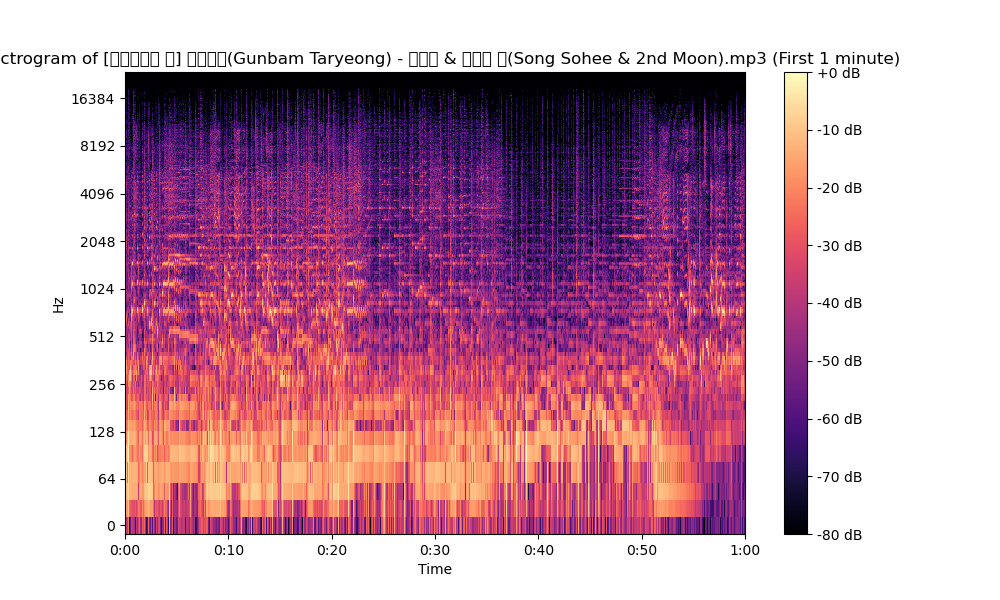 ctrogram of [▯▯▯▯▯ ▯] ▯▯▯▯(Gunbam Taryeong) - ▯▯▯ & ▯▯▯ ▯(Song Sohee & 2nd Moon).mp3 (First 1 minute)
16384
8192
4096
2048
1024
512
256
128
64
0
Hz
0:00
0:10
0:20
0:30
0:40
0:50
1:00
Time
+0 dB
-10 dB
-20 dB
-30 dB
-40 dB
-50 dB
-60 dB
-70 dB
-80 dB